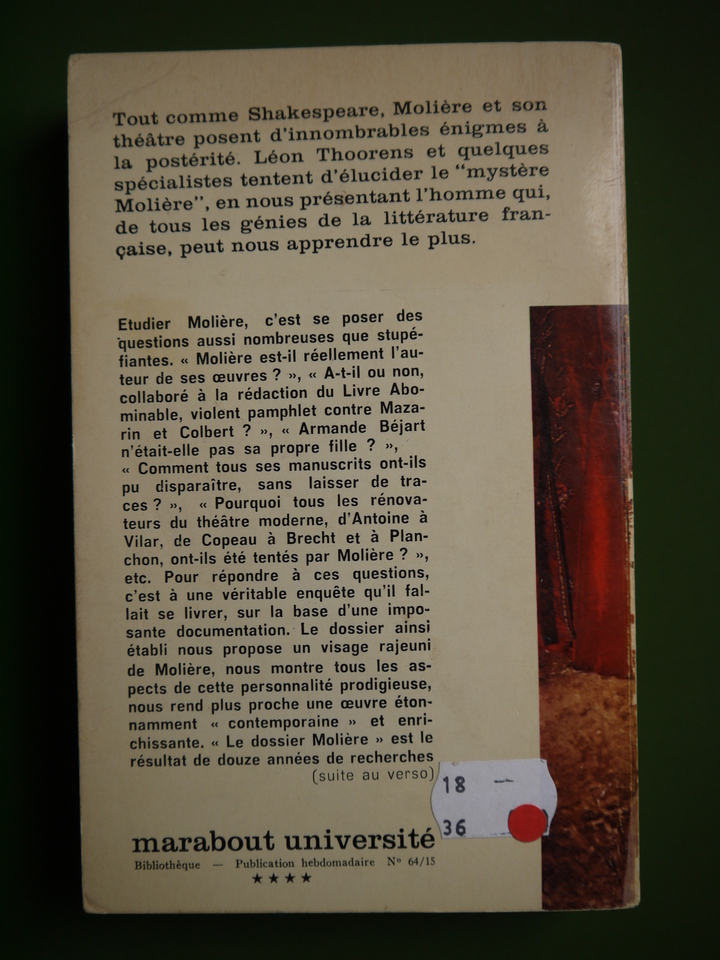 Tout comme Shakespeare, Molière et son
théâtre posent d'innombrables énigmes à
la postérité. Léon Thoorens et quelques
spécialistes tentent d'élucider le "mystère
Molière", en nous présentant l'homme qui,
de tous les génies de la littérature fran-
çaise, peut nous apprendre le plus.
Etudier Molière, c'est se poser des
questions aussi nombreuses que stupé-
fiantes. « Molière est-il réellement l'au-
teur de ses œuvres ? », « A-t-il ou non,
collaboré à la rédaction du Livre Abo-
minable, violent pamphlet contre Maza-
rin et Colbert ? », « Armande Béjart
n'était-elle pas sa propre fille ? »,
« Comment tous ses manuscrits ont-ils
pu disparaître, sans laisser de tra-
ces ? », « Pourquoi tous les rénova-
teurs du théâtre moderne, d'Antoine à
Vilar, de Copeau à Brecht et à Plan-
chon, ont-ils été tentés par Molière ? »,
etc. Pour répondre à ces questions,
c'est à une véritable enquête qu'il fal-
lait se livrer, sur la base d'une impo-
sante documentation. Le dossier ainsi
établi nous propose un visage rajeuni
de Molière, nous montre tous les as-
pects de cette personnalité prodigieuse,
nous rend plus proche une œuvre éton-
namment « contemporaine » et enri-
chissante. « Le dossier Molière » est le
résultat de douze années de recherches
(suite au verso)
18 —
36
marabout université
Bibliothèque — Publication hebdomadaire N° 64/15
★★★★